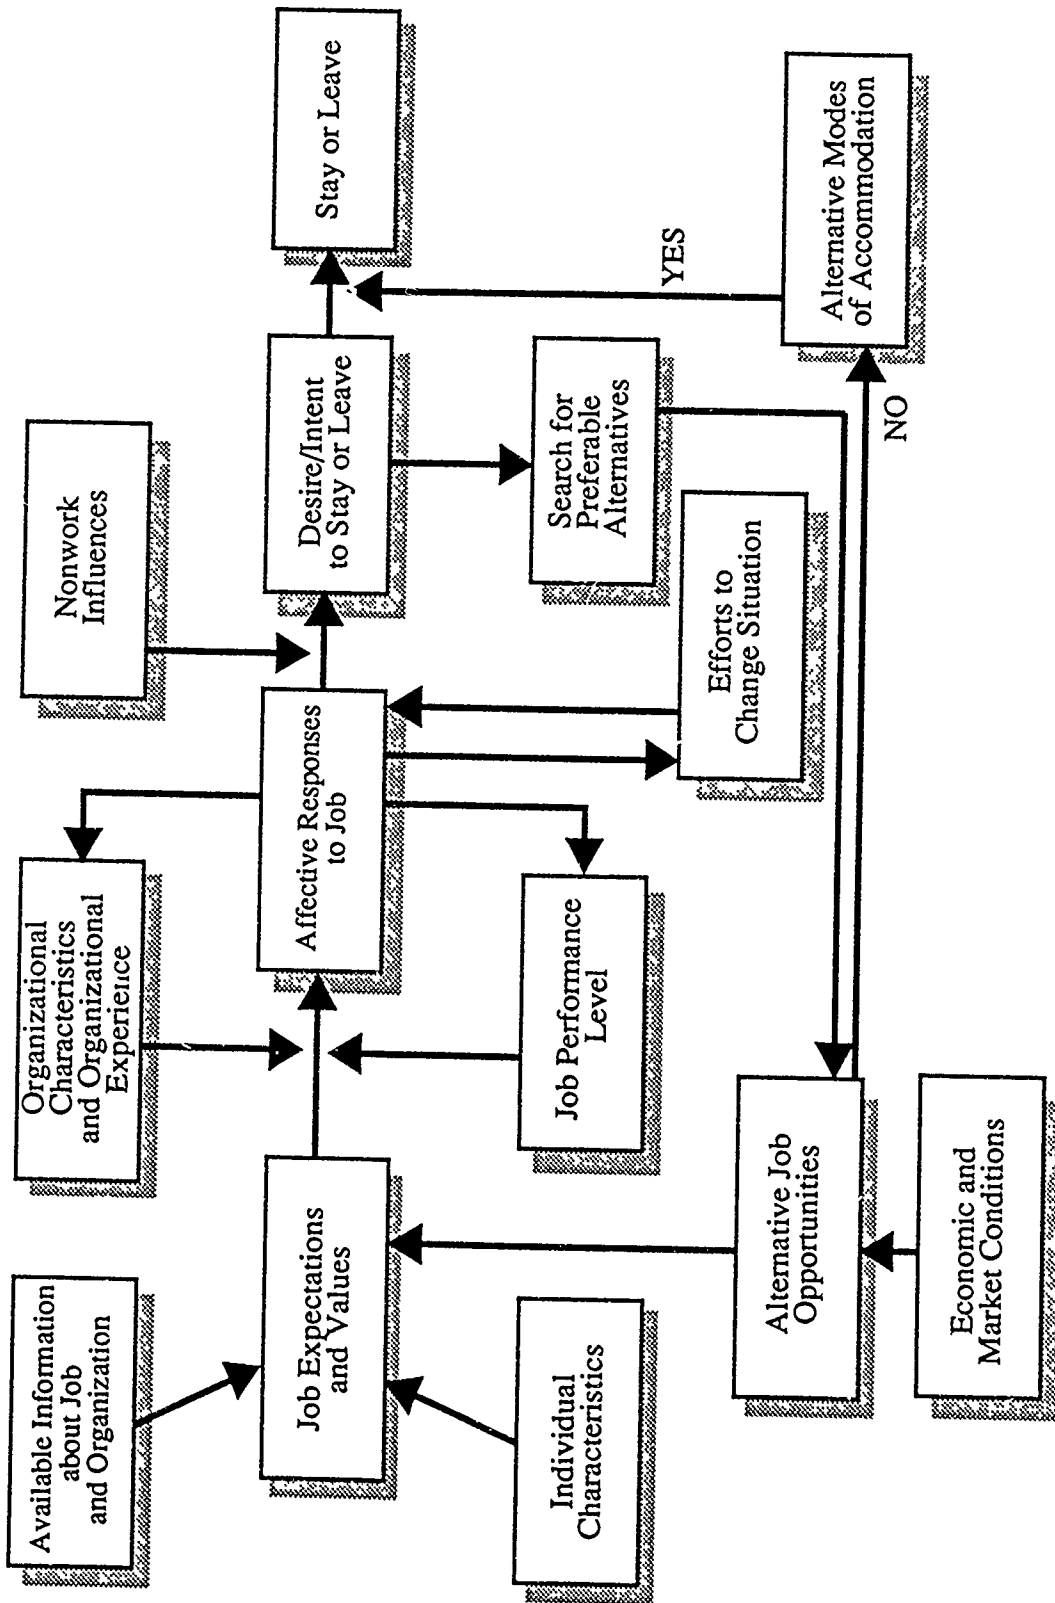 Available Information
about Job
and Organization
Organizational
Characteristics
and Organizational
Experience
Nonwork
Influences
Job Expectations
and Values
Affective Responses
to Job
Desire/Intent
to Stay or Leave
Stay or Leave
Individual
Characteristics
Job Performance
Level
Search for
Preferable
Alternatives
Efforts to
Change Situation
YES
Alternative Job
Opportunities
NO
Alternative Modes
of Accommodation
Economic and
Market Conditions